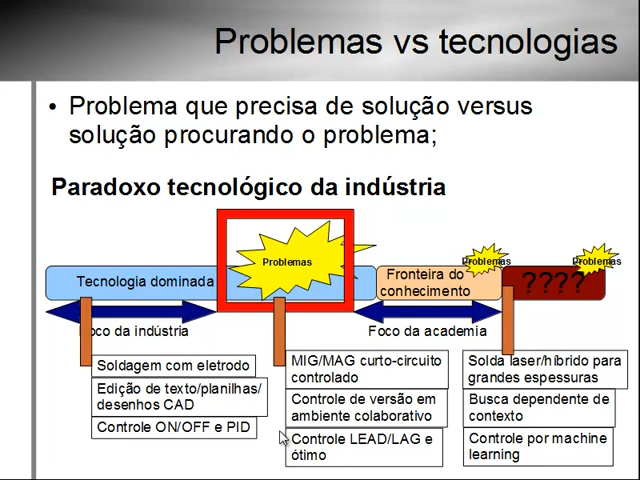 Problemas vs tecnologias
• Problema que precisa de solução versus
solução procurando o problema;
Paradoxo tecnológico da indústria
Problemas
Problemas
Problemas
Tecnologia dominada
Fronteira do
conhecimento
????
oco da indústria
Foco da academia
Soldagem com eletrodo
Edição de texto/planilhas/
desenhos CAD
Controle ON/OFF e PID
MIG/MAG curto-circuito
controlado
Controle de versão em
ambiente colaborativo
Controle LEAD/LAG e
ótimo
Solda laser/híbrido para
grandes espessuras
Busca dependente de
contexto
Controle por machine
learning